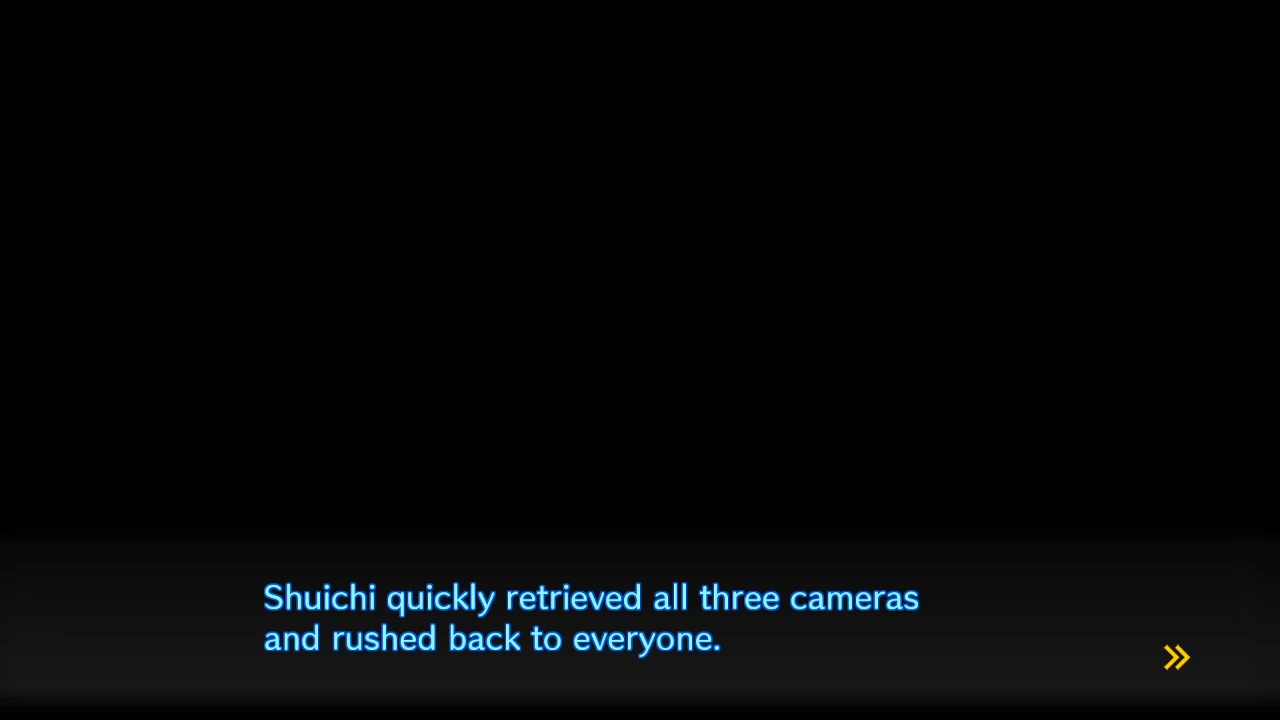 Shuichi quickly retrieved all three cameras
and rushed back to everyone.